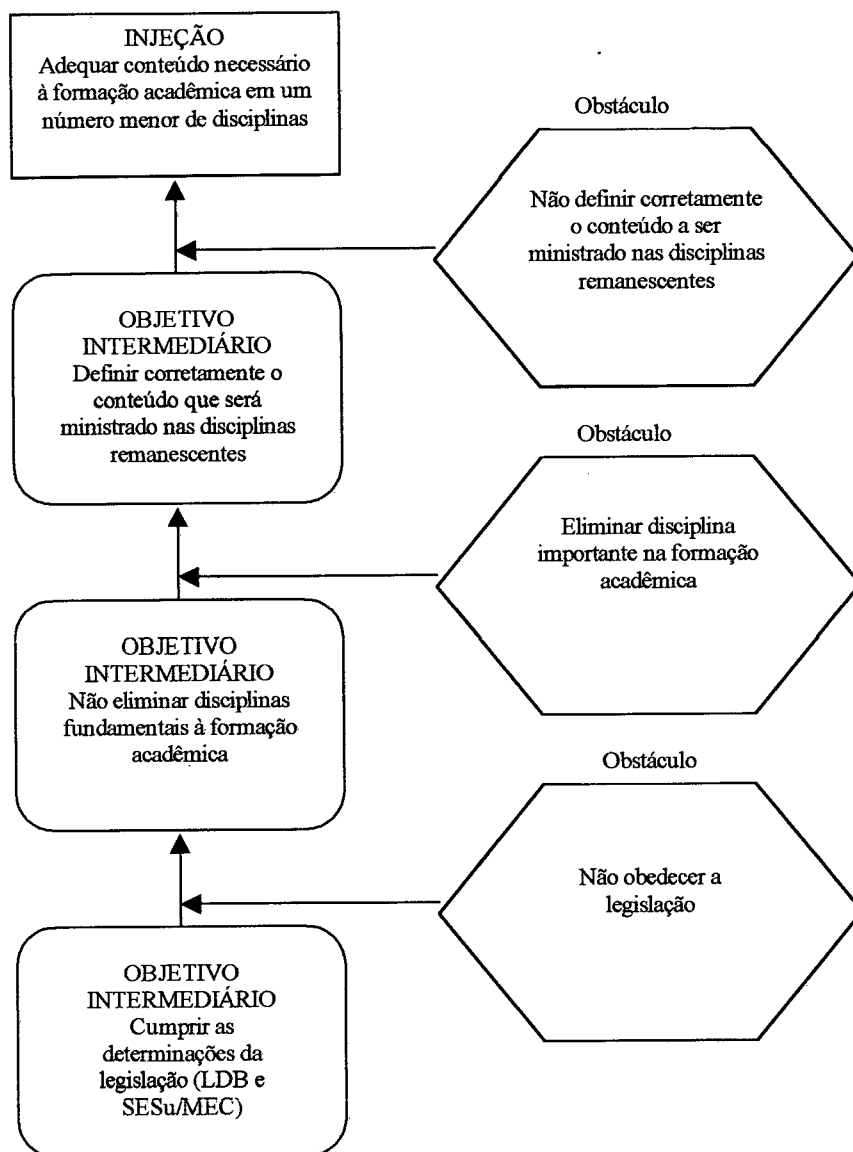 INJEÇÃO
Adequar conteúdo necessário
à formação acadêmica em um
número menor de disciplinas
Obstáculo
Não definir corretamente
o conteúdo a ser
ministrado nas disciplinas
remanescentes
OBJETIVO
INTERMEDIÁRIO
Definir corretamente o
conteúdo que será
ministrado nas disciplinas
remanescentes
Obstáculo
Eliminar disciplina
importante na formação
acadêmica
OBJETIVO
INTERMEDIÁRIO
Não eliminar disciplinas
fundamentais à formação
acadêmica
Obstáculo
Não obedecer a
legislação
OBJETIVO
INTERMEDIÁRIO
Cumprir as
determinações da
legislação (LDB e
SESu/MEC)